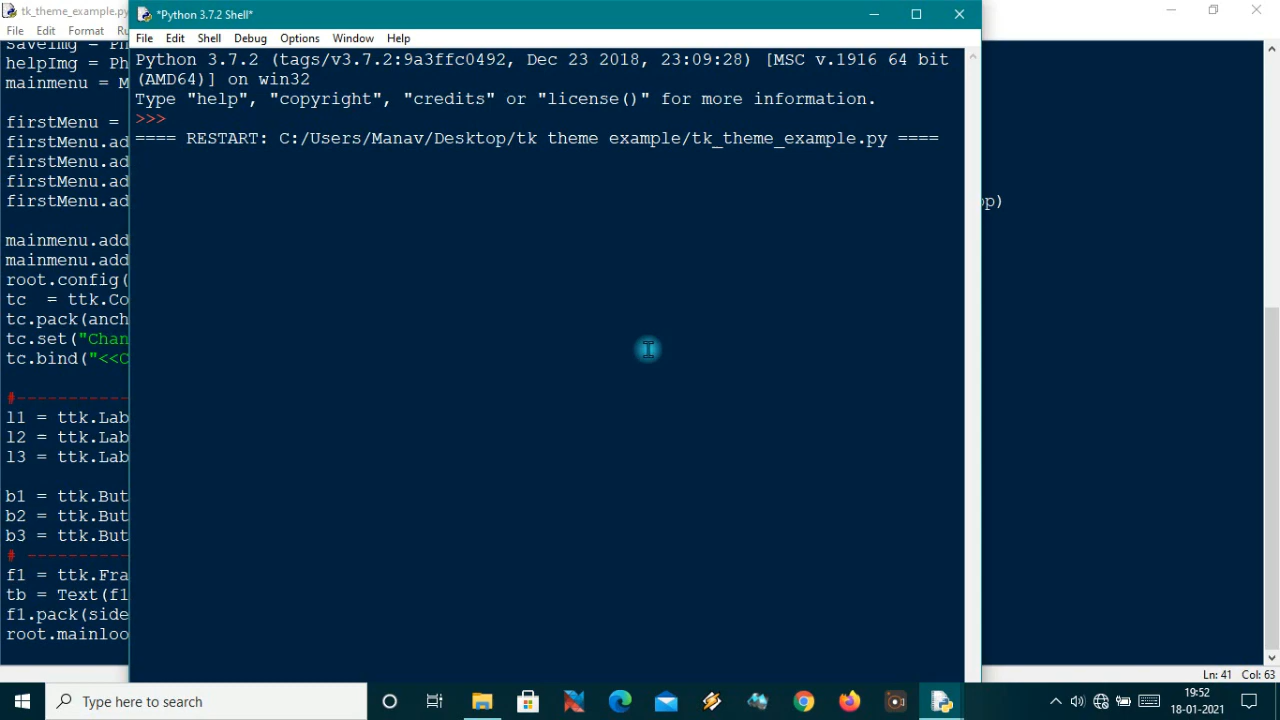 tk_theme_example.py
*Python 3.7.2 Shell*
File Edit Format Ru
File Edit Shell Debug Options Window Help
saveImg = Ph
helpImg = Ph
mainmenu = M
firstMenu =
firstMenu.ad
firstMenu.ad
firstMenu.ad
firstMenu.ad
op)
mainmenu.add
mainmenu.add
root.config(
tc  = ttk.Co
tc.pack(anch
tc.set("Chan
tc.bind("<<C
#------------
l1 = ttk.Lab
l2 = ttk.Lab
l3 = ttk.Lab
b1 = ttk.But
b2 = ttk.But
b3 = ttk.But
# -----------
f1 = ttk.Fra
tb = Text(f1
f1.pack(side
root.mainloo
Python 3.7.2 (tags/v3.7.2:9a3ffc0492, Dec 23 2018, 23:09:28) [MSC v.1916 64 bit
(AMD64)] on win32
Type "help", "copyright", "credits" or "license()" for more information.
>>>
==== RESTART: C:/Users/Manav/Desktop/tk theme example/tk_theme_example.py ====
Ln: 41 Col: 63
Type here to search
19:52
18-01-2021